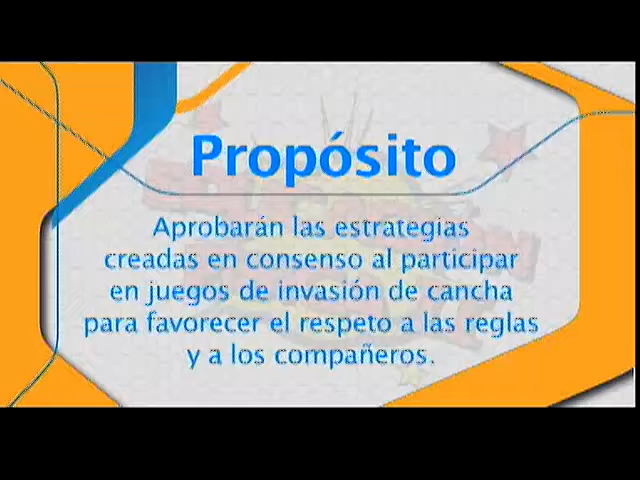 Propósito
Aprobarán las estrategias
creadas en consenso al participar
en juegos de invasión de cancha
para favorecer el respeto a las reglas
y a los compañeros.